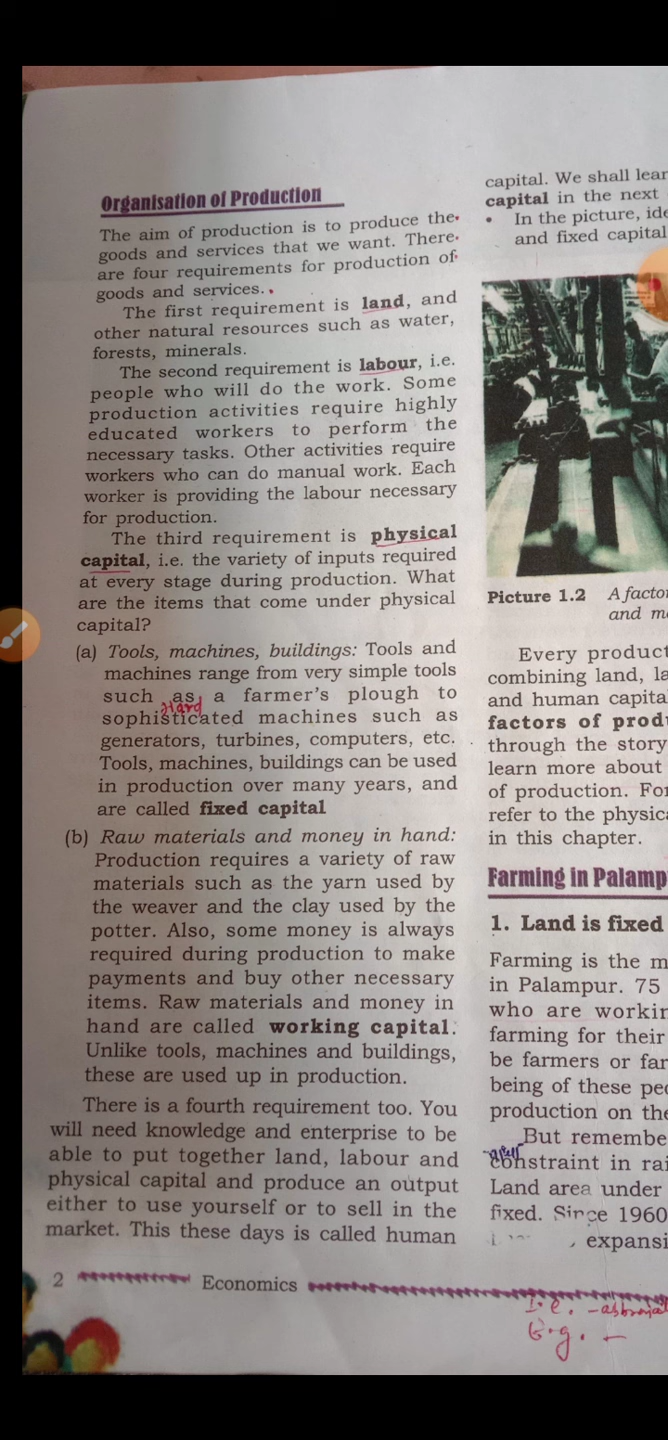 Organisation of Production
The aim of production is to produce the
goods and services that we want. There
are four requirements for production of
goods and services.
The first requirement is land, and
other natural resources such as water,
forests, minerals.
The second requirement is labour, i.e.
people who will do the work. Some
production activities require highly
educated workers to perform the
necessary tasks. Other activities require
workers who can do manual work. Each
worker is providing the labour necessary
for production.
The third requirement is physical
capital, i.e. the variety of inputs required
at every stage during production. What
are the items that come under physical
capital?
(a) Tools, machines, buildings: Tools and
machines range from very simple tools
such as a farmer's plough to
Hard
sophisticated machines such as
generators, turbines, computers, etc.
Tools, machines, buildings can be used
in production over many years, and
are called fixed capital
(b) Raw materials and money in hand:
Production requires a variety of raw
materials such as the yarn used by
the weaver and the clay used by the
potter. Also, some money is always
required during production to make
payments and buy other necessary
items. Raw materials and money in
hand are called working capital.
Unlike tools, machines and buildings,
these are used up in production.
There is a fourth requirement too. You
will need knowledge and enterprise to be
able to put together land, labour and
physical capital and produce an output
either to use yourself or to sell in the
market. This these days is called human
2 Economics
capital. We shall lear
capital in the next
• In the picture, ide
and fixed capital
Picture 1.2 A facto
and m
Every product
combining land, la
and human capita
factors of prod
through the story
learn more about
of production. For
refer to the physic
in this chapter.
Farming in Palamp
1. Land is fixed
Farming is the m
in Palampur. 75
who are workin
farming for their
be farmers or far
being of these pe
production on the
But remembe
constraint in rai
Land area under
fixed. Since 1960
expansi
I.e. -
E.g. -